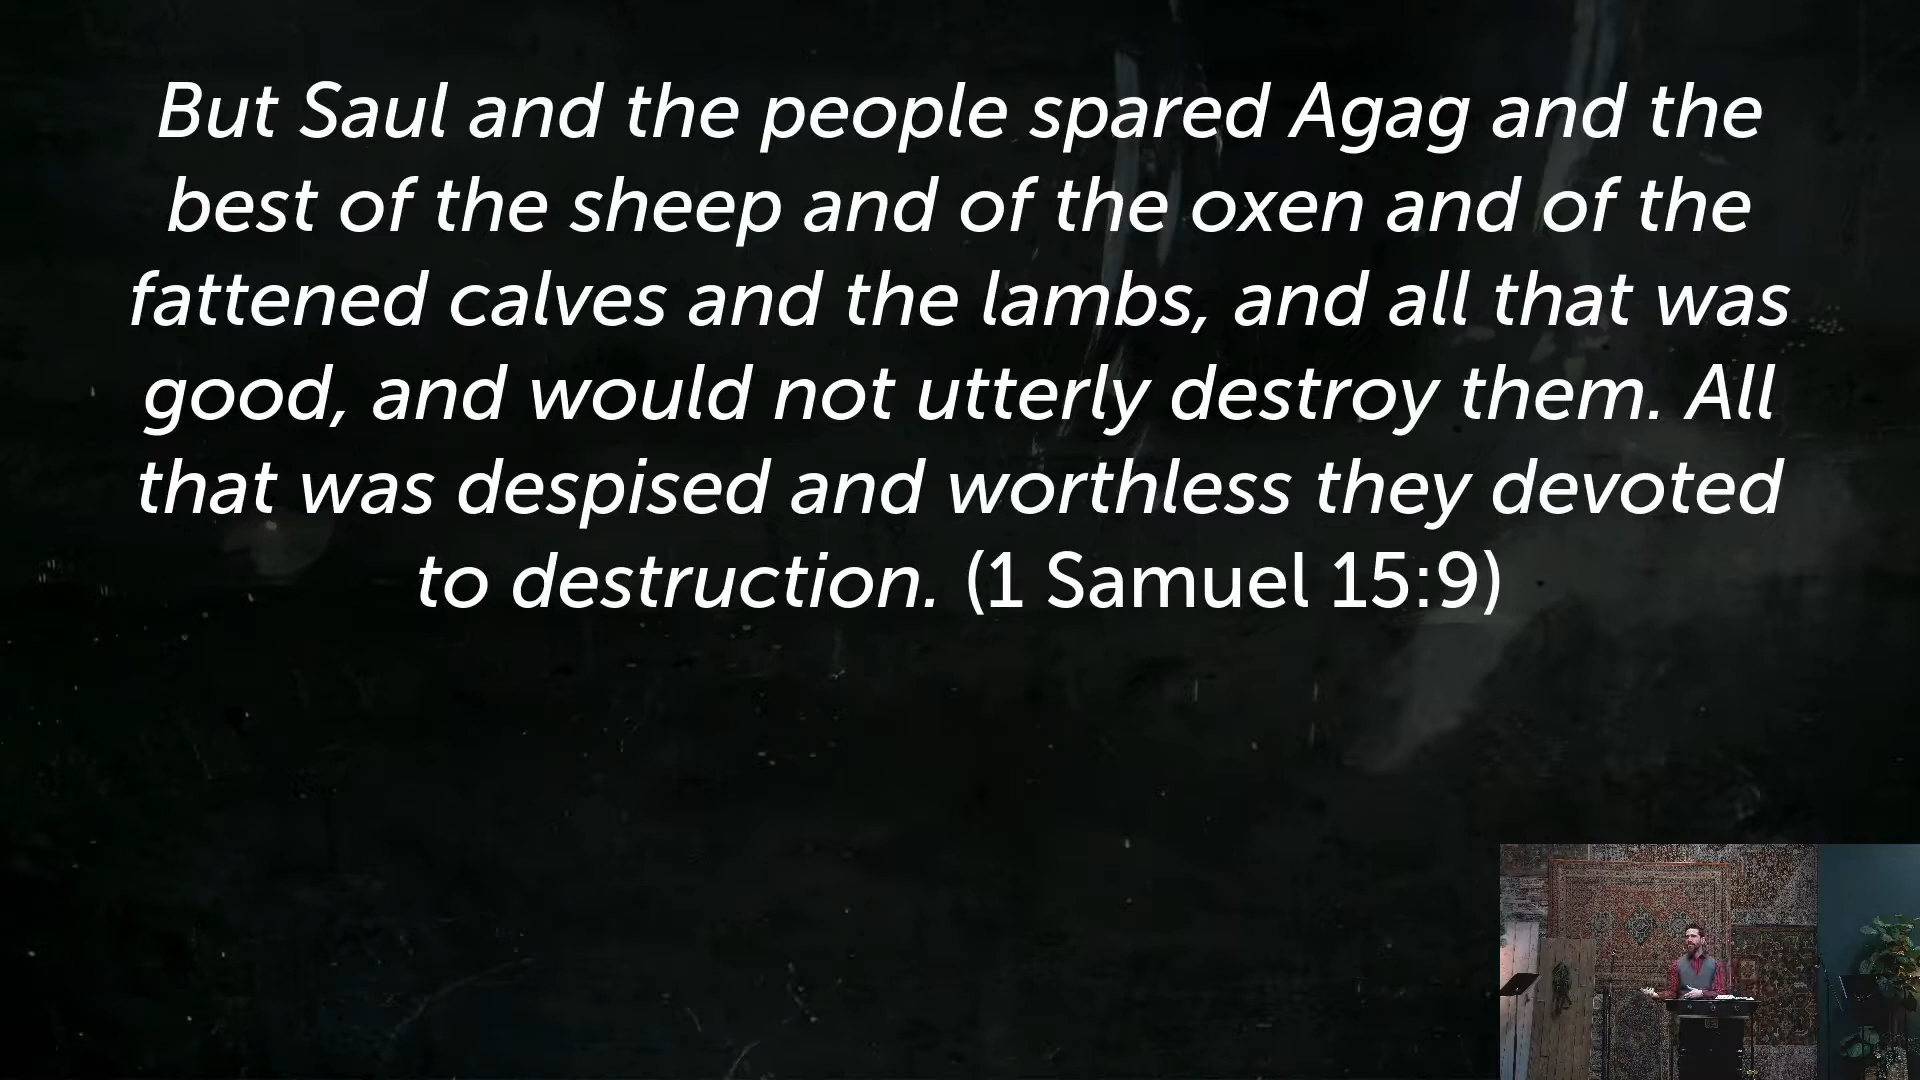 But Saul and the people spared Agag and the
best of the sheep and of the oxen and of the
fattened calves and the lambs, and all that was
good, and would not utterly destroy them. All
that was despised and worthless they devoted
to destruction. (1 Samuel 15:9)